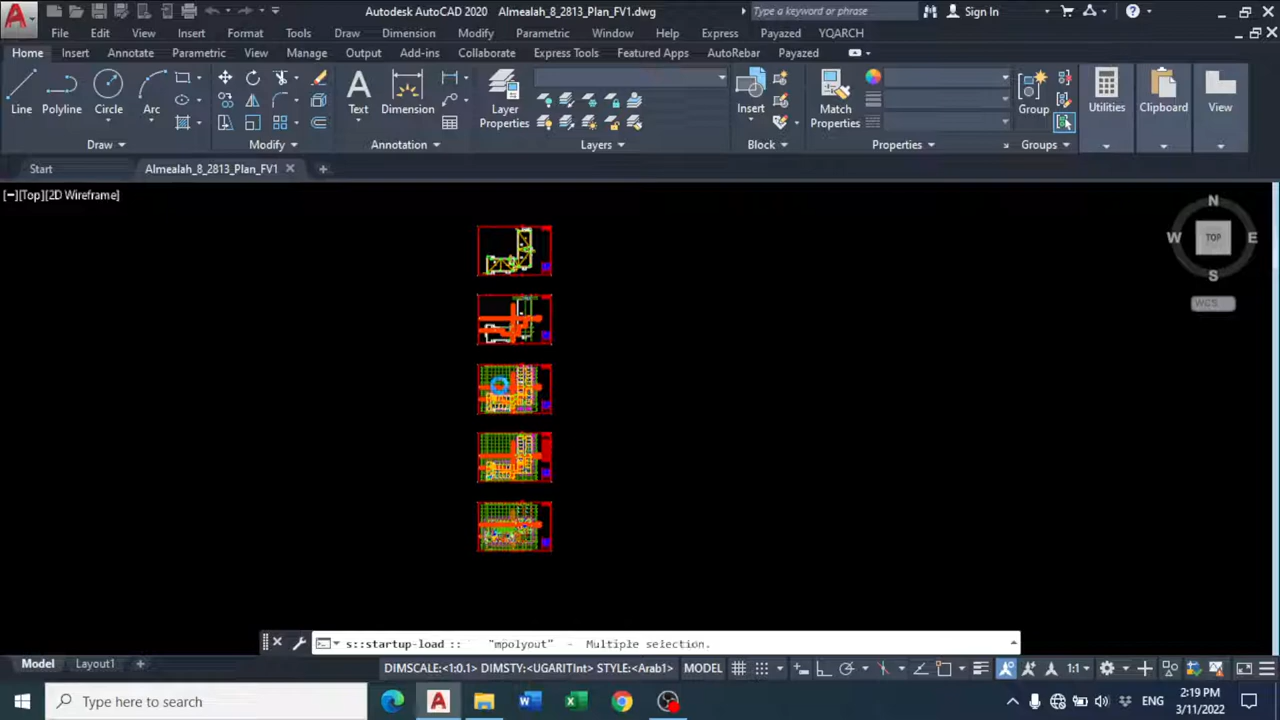 Autodesk AutoCAD 2020 Almealah_8_2813_Plan_FV1.dwg Type a keyword or phrase Sign In
File Edit View Insert Format Tools Draw Dimension Modify Parametric Window Help Express Payazed YQARCH
Home Insert Annotate Parametric View Manage Output Add-ins Collaborate Express Tools Featured Apps AutoRebar Payazed
Line Polyline Circle Arc Text Dimension Layer Properties Insert Match Properties Group Utilities Clipboard View
Draw Modify Annotation Layers Block Properties Groups
Start Almealah_8_2813_Plan_FV1
[−][Top][2D Wireframe]
N
W TOP E
S
WCS
s::startup-load :: "mpolyout" - Multiple selection.
Model Layout1 DIMSCALE:<1:0.1> DIMSTY:<UGARITInt> STYLE:<Arab1> MODEL 1:1
Type here to search ENG 2:19 PM
3/11/2022